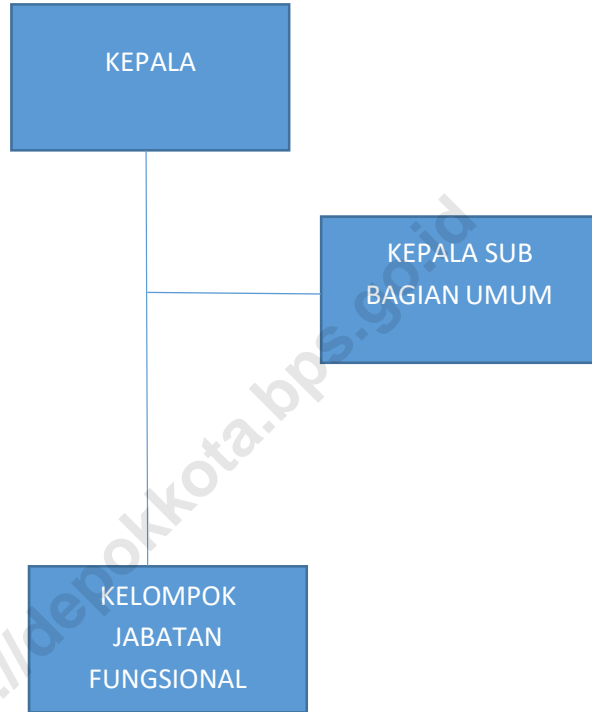 KEPALA
KEPALA SUB
BAGIAN UMUM
KELOMPOK
JABATAN
FUNGSIONAL
://depokkota.bps.go.id